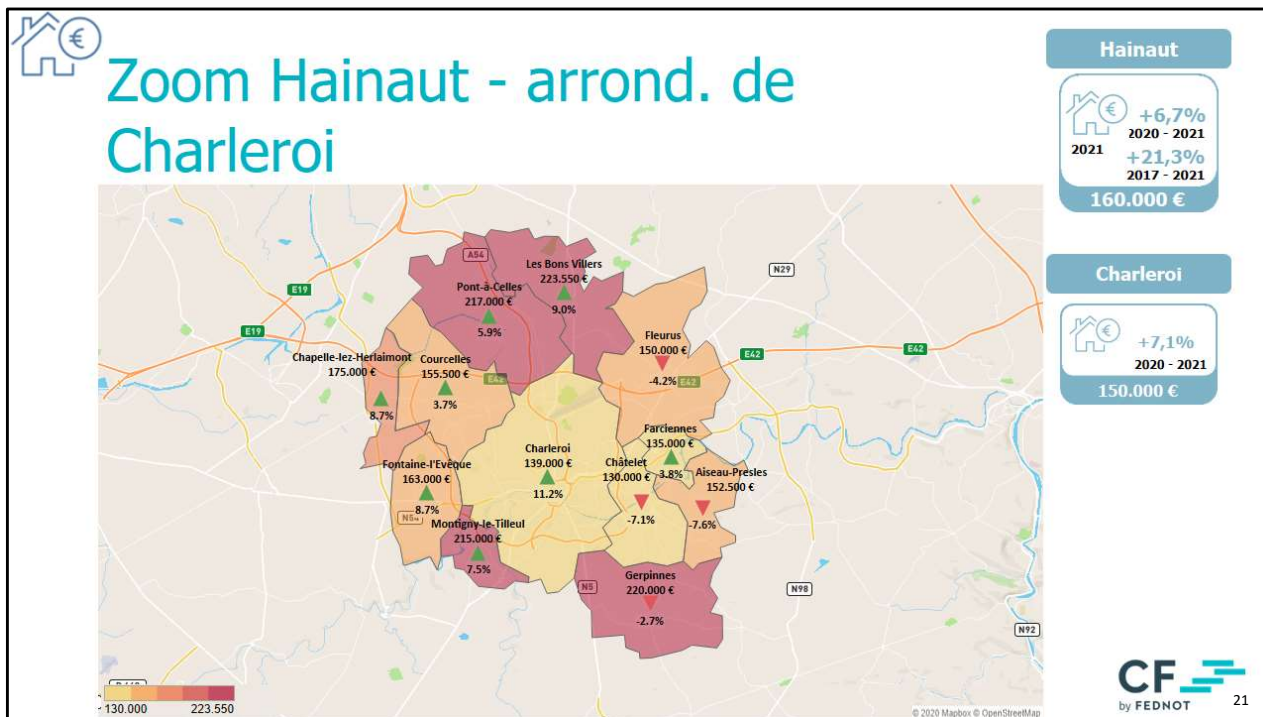 Zoom Hainaut - arrond. de
Charleroi
Hainaut
+6,7%
2020 - 2021
2021
+21,3%
2017 - 2021
160.000 €
Charleroi
+7,1%
2020 - 2021
150.000 €
A54
Les Bons Villers
223.550 €
9.0%
N29
Pont-à-Celles
217.000 €
5.9%
E19
E19
Fleurus
150.000 €
-4.2%
E42
E42
E42
E42
Chapelle-lez-Herlaimont
175.000 €
8.7%
Courcelles
155.500 €
3.7%
Farciennes
135.000 €
3.8%
Charleroi
139.000 €
11.2%
Châtelet
130.000 €
-7.1%
Aiseau-Presles
152.500 €
-7.6%
Fontaine-l'Evêque
163.000 €
8.7%
Montigny-le-Tilleul
215.000 €
7.5%
Gerpinnes
220.000 €
-2.7%
N5
N98
N92
130.000
223.550
© 2020 Mapbox © OpenStreetMap
CF
by FEDNOT
21